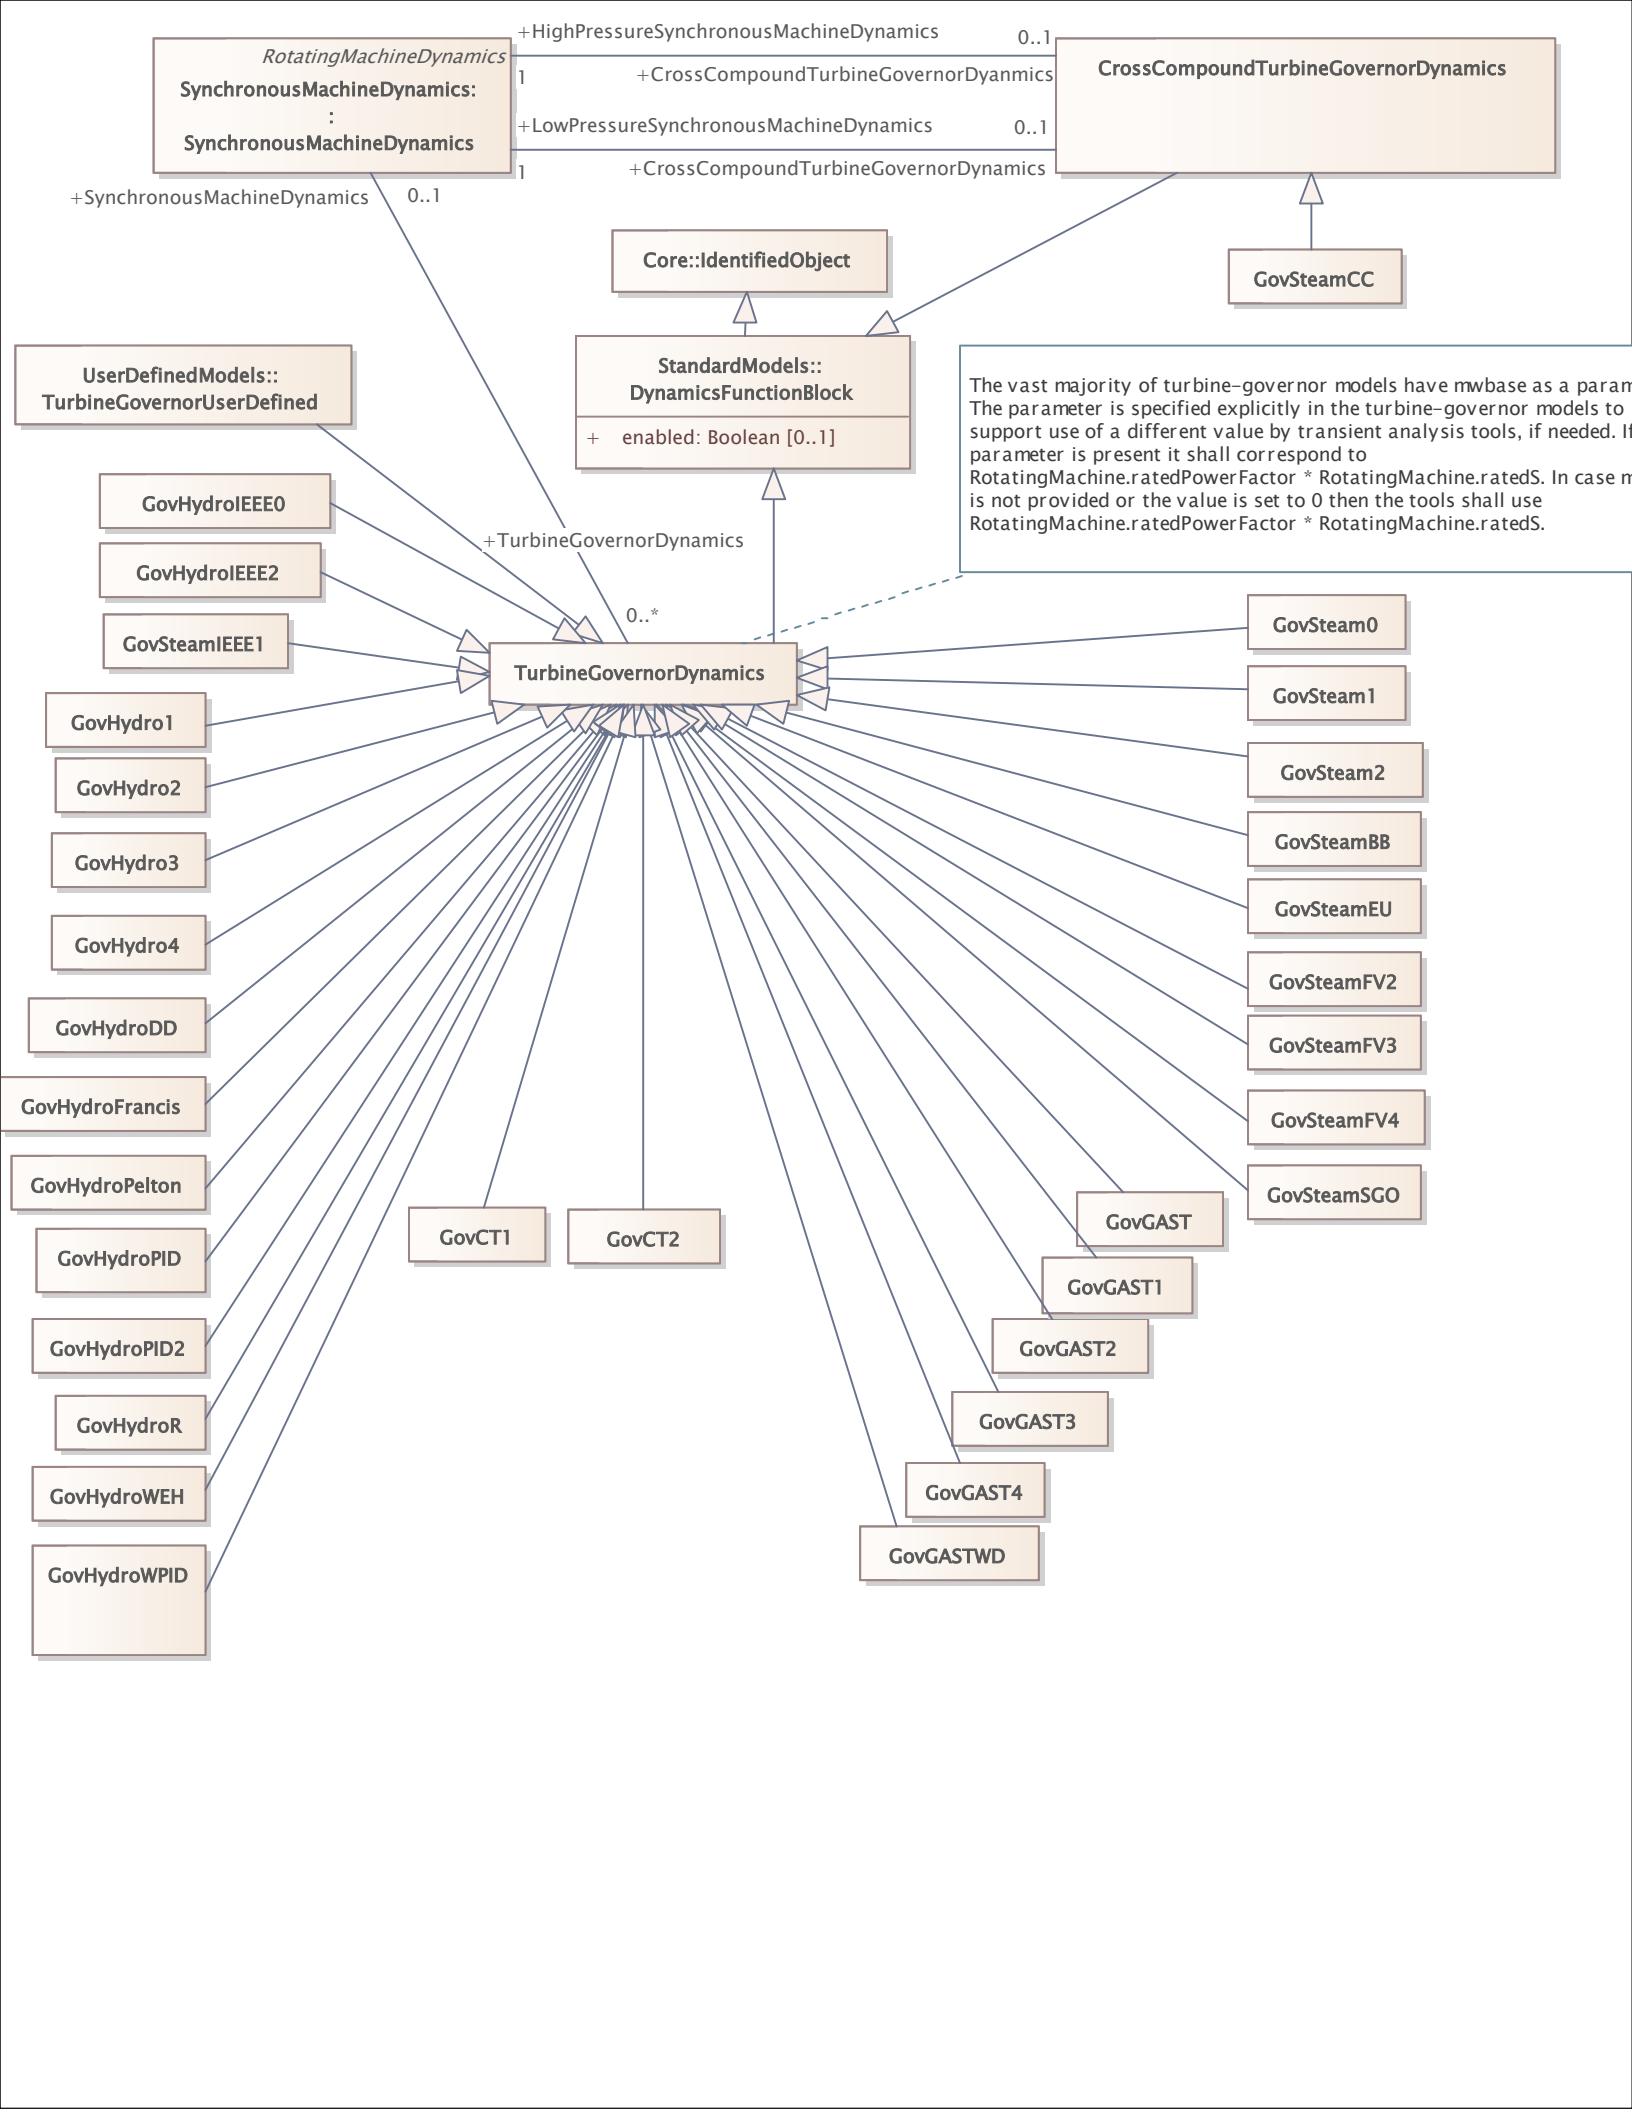 +HighPressureSynchronousMachineDynamics
0..1
RotatingMachineDynamics
SynchronousMachineDynamics:
:
SynchronousMachineDynamics
1
+CrossCompoundTurbineGovernorDyanmics
CrossCompoundTurbineGovernorDynamics
+LowPressureSynchronousMachineDynamics
0..1
1
+CrossCompoundTurbineGovernorDynamics
+SynchronousMachineDynamics
0..1
Core::IdentifiedObject
GovSteamCC
StandardModels::
DynamicsFunctionBlock
+ enabled: Boolean [0..1]
UserDefinedModels::
TurbineGovernorUserDefined
The vast majority of turbine-governor models have mwbase as a param
The parameter is specified explicitly in the turbine-governor models to
support use of a different value by transient analysis tools, if needed. If
parameter is present it shall correspond to
RotatingMachine.ratedPowerFactor * RotatingMachine.ratedS. In case m
is not provided or the value is set to 0 then the tools shall use
RotatingMachine.ratedPowerFactor * RotatingMachine.ratedS.
GovHydroIEEE0
+TurbineGovernorDynamics
GovHydroIEEE2
0..*
GovSteamIEEE1
TurbineGovernorDynamics
GovSteam0
GovSteam1
GovSteam2
GovSteamBB
GovSteamEU
GovSteamFV2
GovSteamFV3
GovSteamFV4
GovSteamSGO
GovHydro1
GovHydro2
GovHydro3
GovHydro4
GovHydroDD
GovHydroFrancis
GovHydroPelton
GovHydroPID
GovHydroPID2
GovHydroR
GovHydroWEH
GovHydroWPID
GovCT1
GovCT2
GovGAST
GovGAST1
GovGAST2
GovGAST3
GovGAST4
GovGASTWD